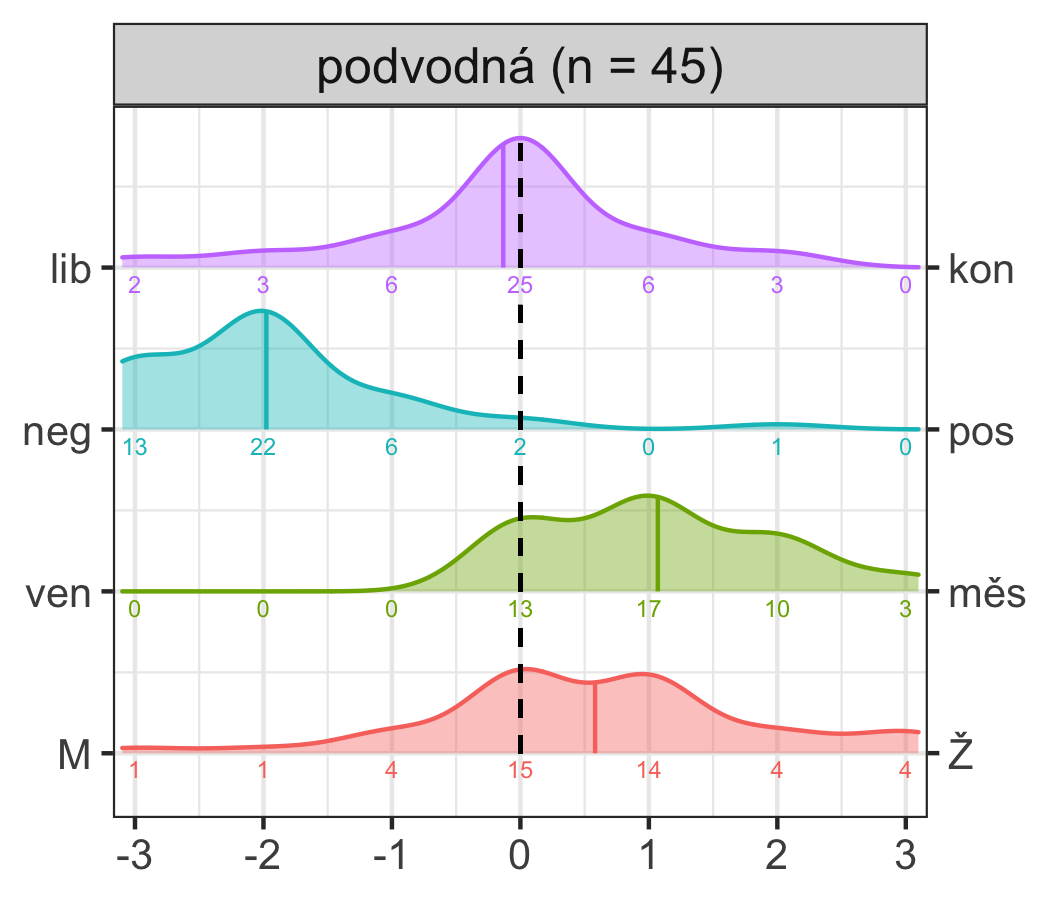 podvodná (n = 45)
lib kon
2 3 6 25 6 3 0
neg pos
13 22 6 2 0 1 0
ven měs
0 0 0 13 17 10 3
M Ž
1 1 4 15 14 4 4
-3 -2 -1 0 1 2 3